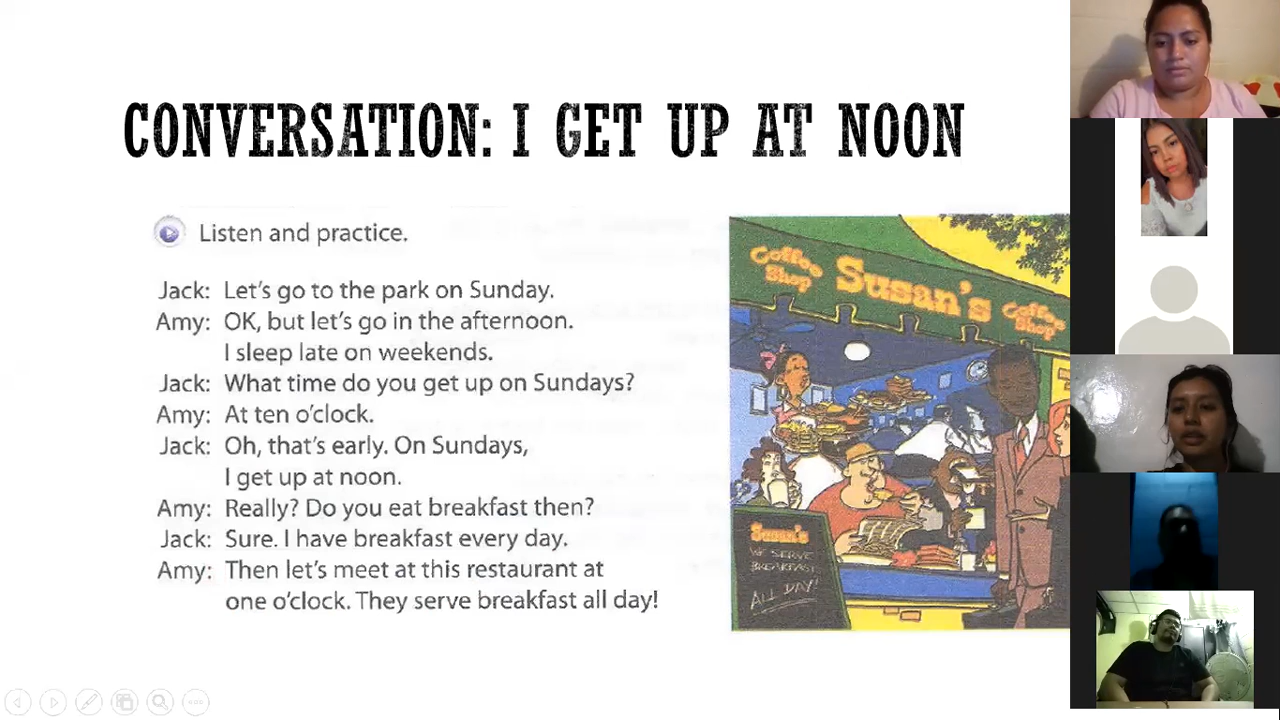 CONVERSATION: I GET UP AT NOON
Listen and practice.
Jack: Let's go to the park on Sunday.
Amy: OK, but let's go in the afternoon.
I sleep late on weekends.
Jack: What time do you get up on Sundays?
Amy: At ten o'clock.
Jack: Oh, that's early. On Sundays,
I get up at noon.
Amy: Really? Do you eat breakfast then?
Jack: Sure. I have breakfast every day.
Amy: Then let's meet at this restaurant at
one o'clock. They serve breakfast all day!
Coffee Shop
Susan's
Coffee Shop
Susan's
WE SERVE
BREAKFAST
ALL DAY!